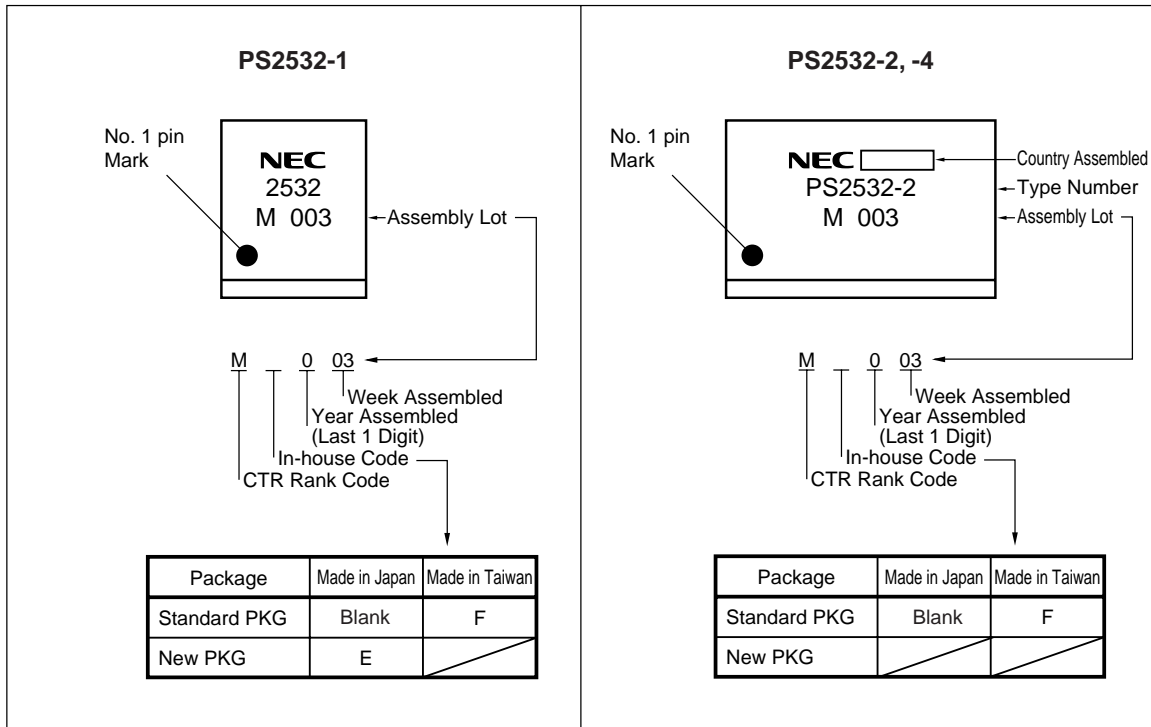 PS2532-1
No. 1 pin
Mark
NEC
2532
M 003
Assembly Lot
M 0 03
Week Assembled
Year Assembled
(Last 1 Digit)
In-house Code
CTR Rank Code
Package Made in Japan Made in Taiwan
Standard PKG Blank F
New PKG E
PS2532-2, -4
No. 1 pin
Mark
NEC
Country Assembled
PS2532-2
Type Number
M 003
Assembly Lot
M 0 03
Week Assembled
Year Assembled
(Last 1 Digit)
In-house Code
CTR Rank Code
Package Made in Japan Made in Taiwan
Standard PKG Blank F
New PKG